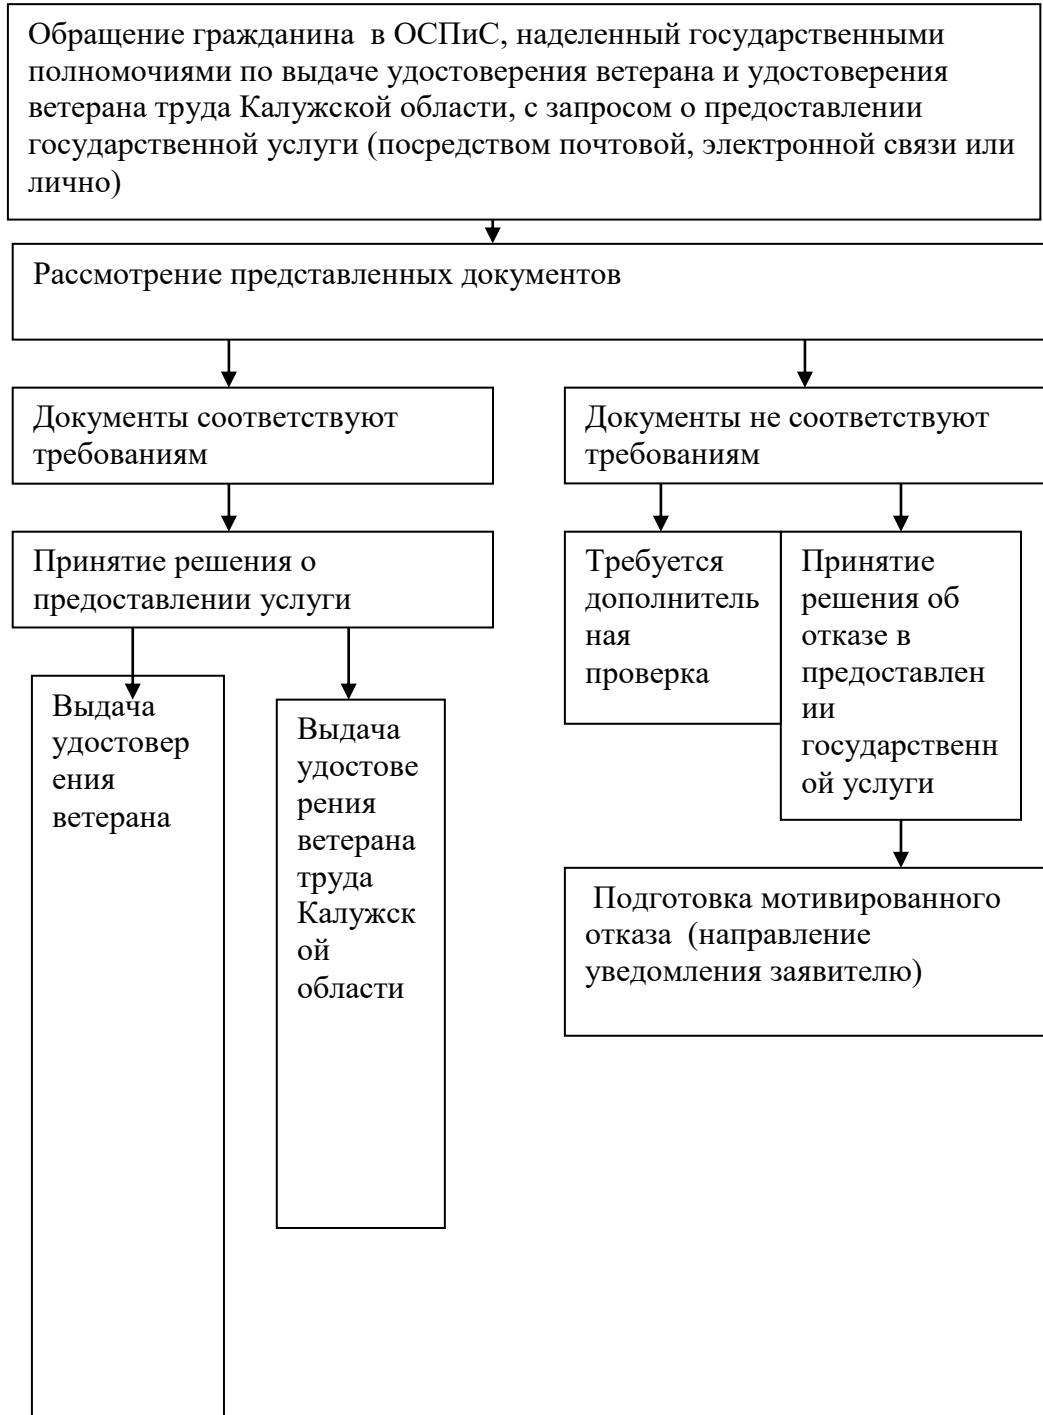 Обращение гражданина  в ОСПиС, наделенный государственными
полномочиями по выдаче удостоверения ветерана и удостоверения
ветерана труда Калужской области, с запросом о предоставлении
государственной услуги (посредством почтовой, электронной связи или
лично)
Рассмотрение представленных документов
Документы соответствуют
требованиям
Документы не соответствуют
требованиям
Принятие решения о
предоставлении услуги
Требуется
дополнитель
ная
проверка
Принятие
решения об
отказе в
предоставлен
ии
государственн
ой услуги
Выдача
удостовер
ения
ветерана
Выдача
удостове
рения
ветерана
труда
Калужск
ой
области
Подготовка мотивированного
отказа  (направление
уведомления заявителю)